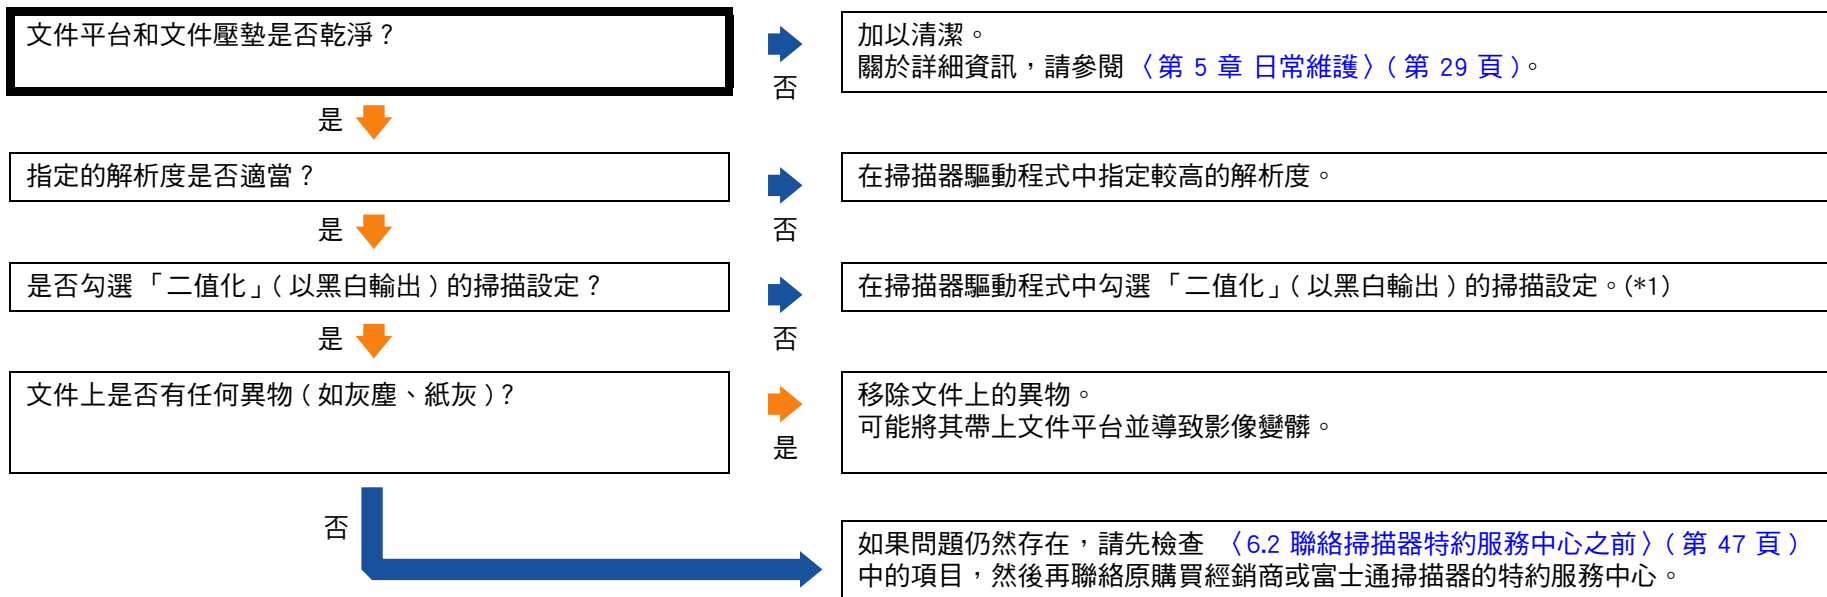 文件平台和文件壓墊是否乾淨？
否
加以清潔。
關於詳細資訊，請參閱 〈第 5 章 日常維護〉( 第 29 頁 )。
是
指定的解析度是否適當？
否
在掃描器驅動程式中指定較高的解析度。
是
是否勾選 「二值化」( 以黑白輸出 ) 的掃描設定？
否
在掃描器驅動程式中勾選 「二值化」( 以黑白輸出 ) 的掃描設定。(*1)
是
文件上是否有任何異物 ( 如灰塵、紙灰 )？
是
移除文件上的異物。
可能將其帶上文件平台並導致影像變髒。
否
如果問題仍然存在，請先檢查 〈6.2 聯絡掃描器特約服務中心之前〉( 第 47 頁 )
中的項目，然後再聯絡原購買經銷商或富士通掃描器的特約服務中心。